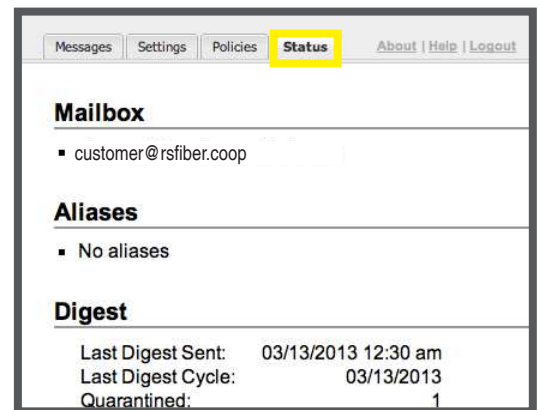 Messages Settings Policies Status About | Help | Logout
Mailbox
▪ customer@rsfiber.coop
Aliases
▪ No aliases
Digest
Last Digest Sent: 03/13/2013 12:30 am
Last Digest Cycle: 03/13/2013
Quarantined: 1